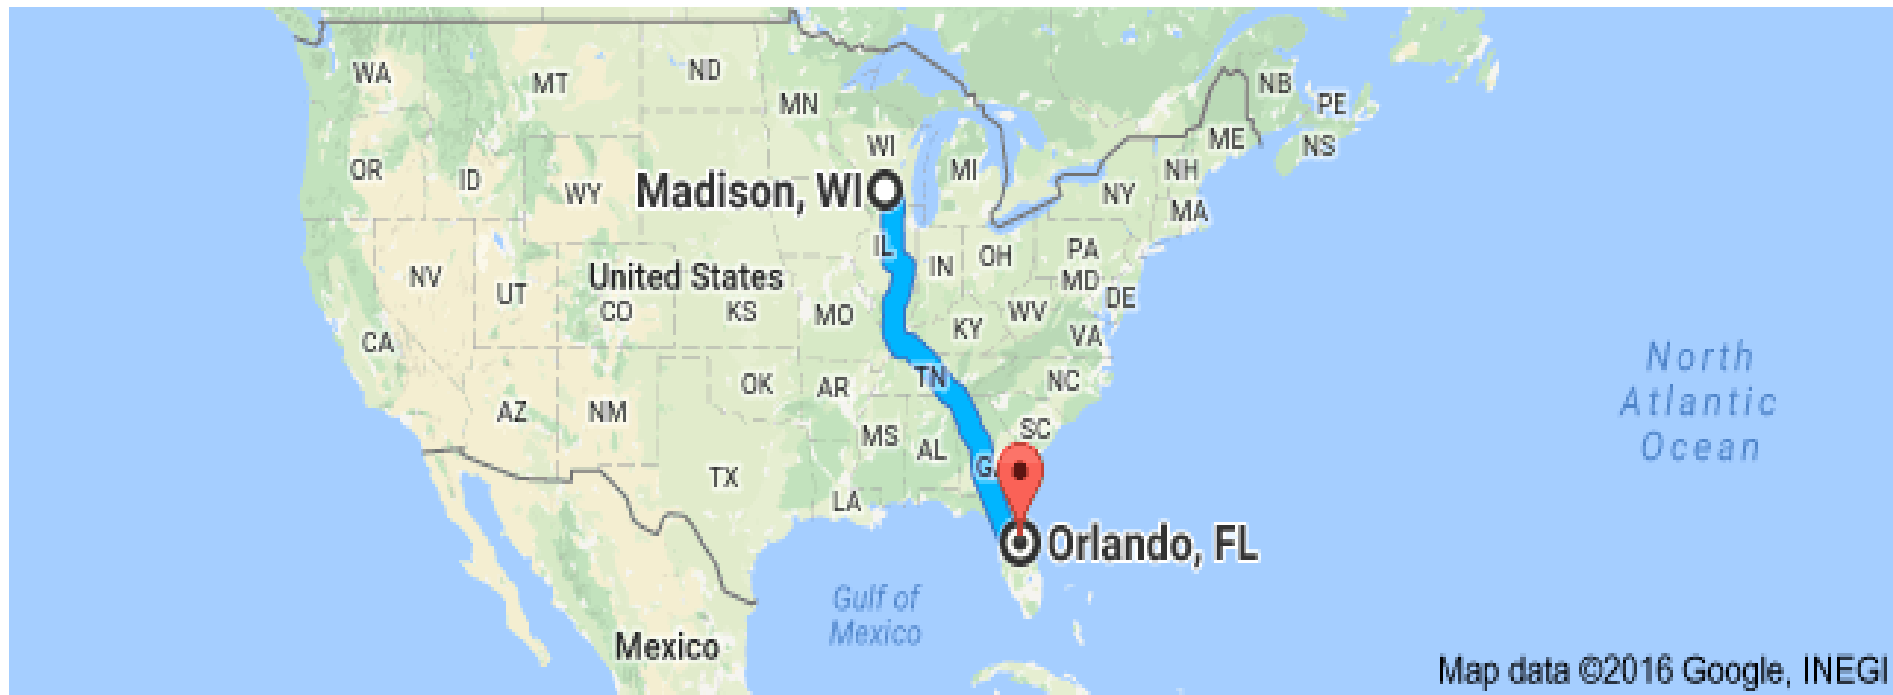 WA
MT
ND
MN
NB
PE
ME
NS
WI
OR
ID
MI
NH
WY
Madison, WI
NY
MA
IL
IN
OH
PA
NV
United States
MD
UT
DE
CO
KS
MO
WV
KY
VA
CA
North
Atlantic
Ocean
TN
OK
AR
NC
AZ
NM
SC
MS
AL
G
TX
LA
Orlando, FL
Gulf of
Mexico
Mexico
Map data ©2016 Google, INEGI